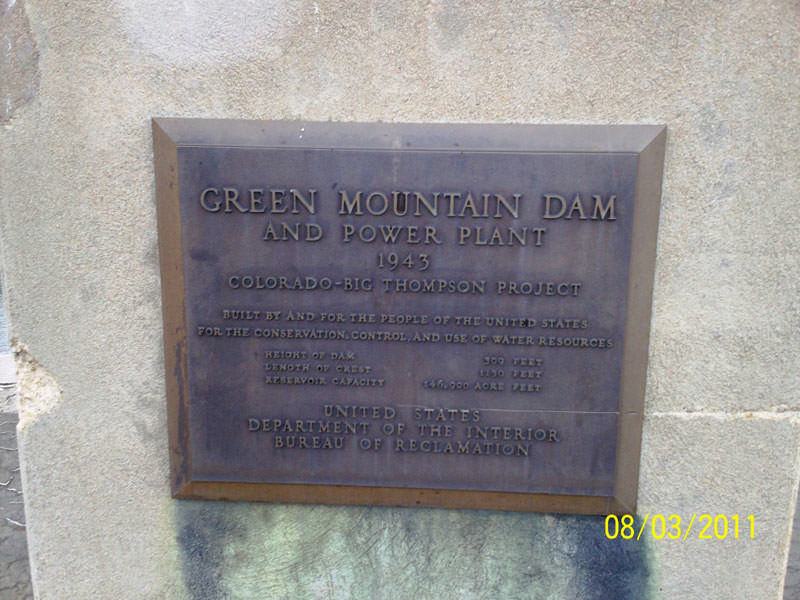 GREEN MOUNTAIN DAM
AND POWER PLANT
1943
COLORADO-BIG THOMPSON PROJECT
BUILT BY AND FOR THE PEOPLE OF THE UNITED STATES
FOR THE CONSERVATION, CONTROL, AND USE OF WATER RESOURCES
HEIGHT OF DAM 309 FEET
LENGTH OF CREST 1150 FEET
RESERVOIR CAPACITY ACRE FEET
UNITED STATES
DEPARTMENT OF THE INTERIOR
BUREAU OF RECLAMATION
08/03/2011